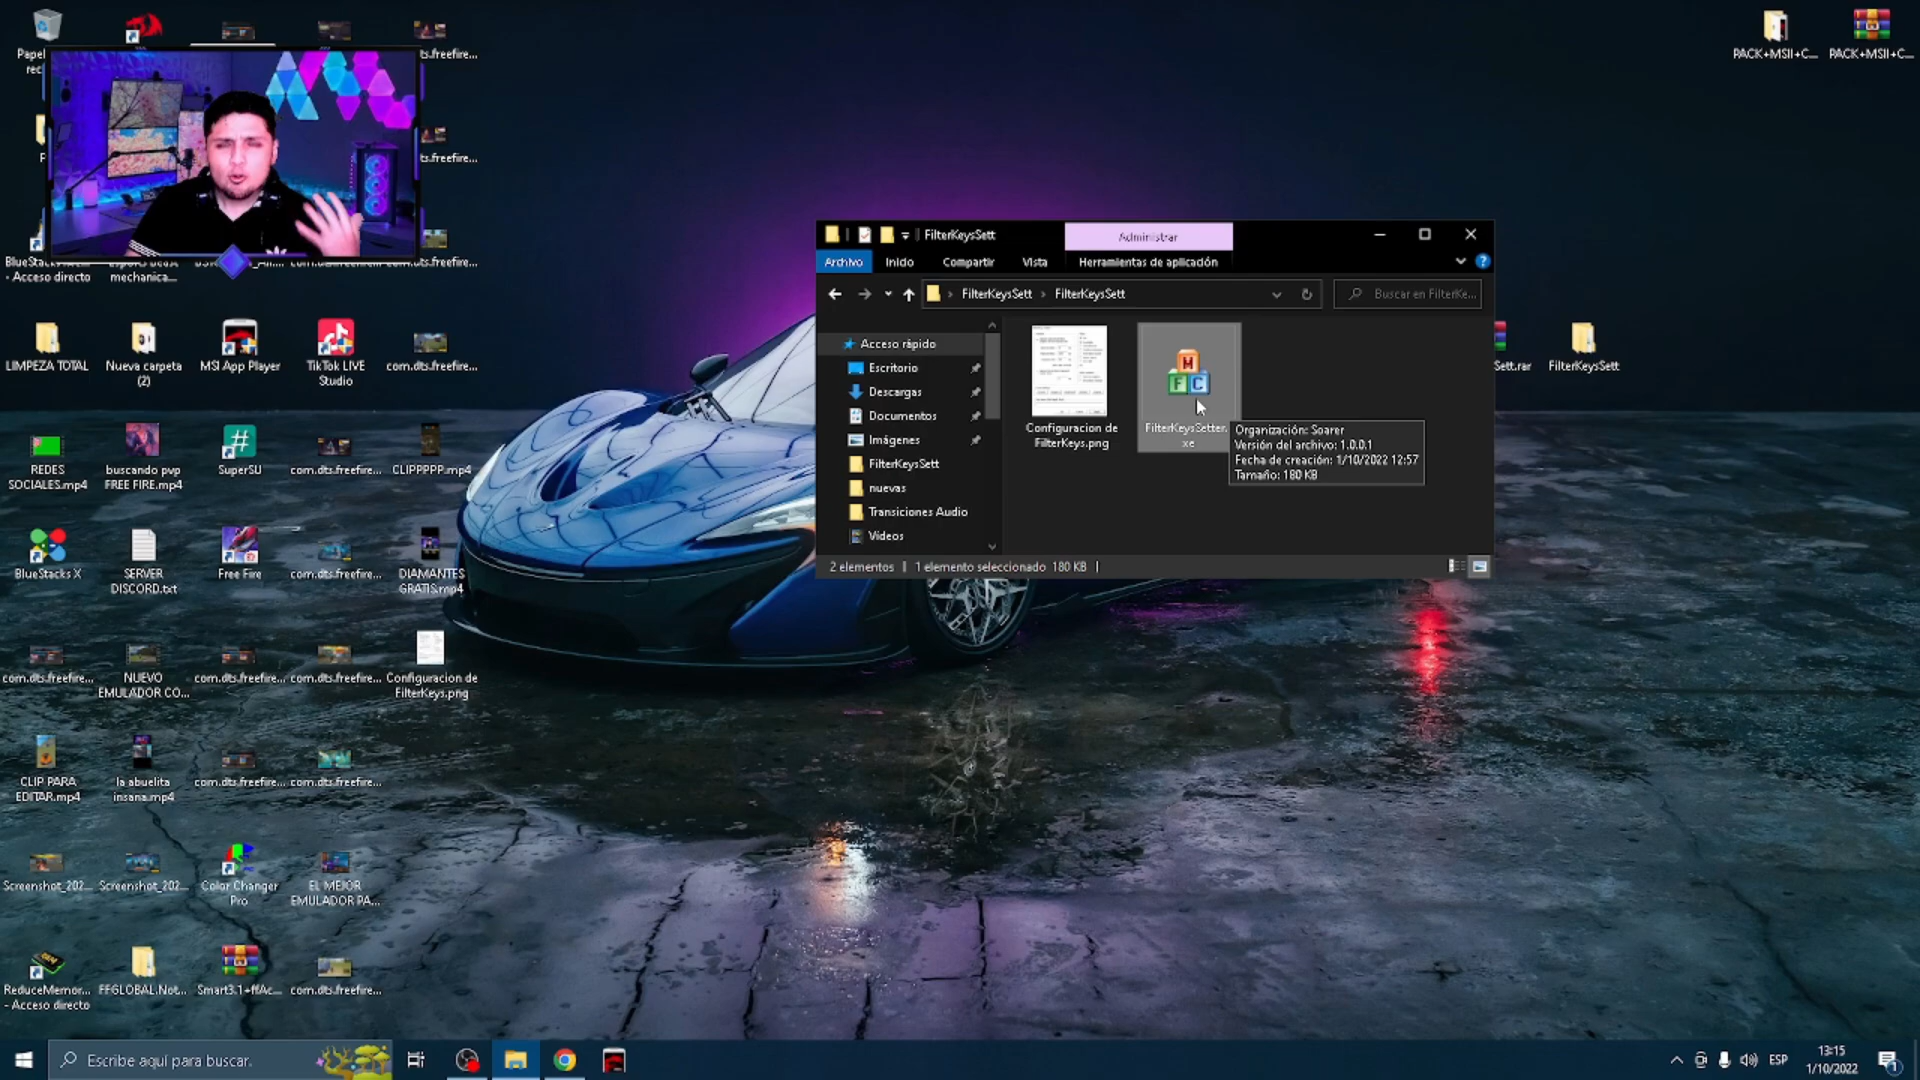 PACK+MSII+C...
PACK+MSII+C...
ts.freefire...
ts.freefire...
BlueStacks
- Acceso directo
mechanica...
LIMPEZA TOTAL
Nueva carpeta
(2)
MSI App Player
TikTok LIVE
Studio
com.dts.freefire...
REDES
SOCIALES.mp4
buscando pvp
FREE FIRE.mp4
SuperSU
com.dts.freefire...
CLIPPPPP.mp4
BlueStacks X
SERVER
DISCORD.txt
Free Fire
com.dts.freefire...
DIAMANTES
GRATIS.mp4
com.dts.freefire...
NUEVO
EMULADOR CO...
com.dts.freefire...
com.dts.freefire...
Configuracion de
FilterKeys.png
CLIP PARA
EDITAR.mp4
la abuelita
insana.mp4
com.dts.freefire...
com.dts.freefire...
Screenshot_202...
Screenshot_202...
Color Changer
Pro
EL MEJOR
EMULADOR PA...
ReduceMemor...
- Acceso directo
FFGLOBAL.Not...
Smart3.1+ffAc...
com.dts.freefire...
FilterKeysSett
Administrar
Archivo
Inicio
Compartir
Vista
Herramientas de aplicación
FilterKeysSett > FilterKeysSett
Buscar en FilterKe...
Acceso rápido
Escritorio
Descargas
Documentos
Imágenes
FilterKeysSett
nuevas
Transiciones Audio
Vídeos
Configuracion de
FilterKeys.png
FilterKeysSetter.
xe
Organización: Soarer
Versión del archivo: 1.0.0.1
Fecha de creación: 1/10/2022 12:57
Tamaño: 180 KB
2 elementos
1 elemento seleccionado 180 KB
Sett.rar
FilterKeysSett
Escribe aquí para buscar.
ESP
13:15
1/10/2022
1